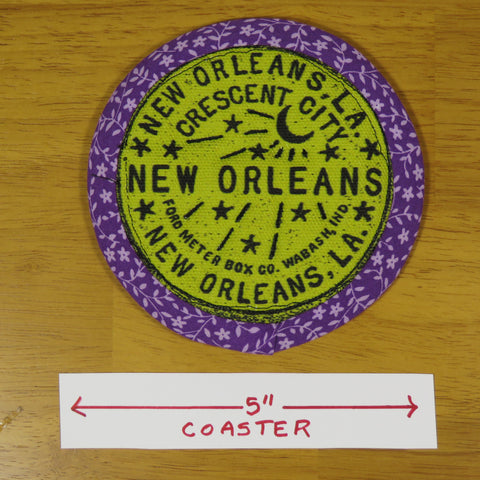 NEW ORLEANS, LA.
CRESCENT CITY
NEW ORLEANS
FORD METER BOX CO. WABASH, IND.
NEW ORLEANS, LA.
5"
COASTER